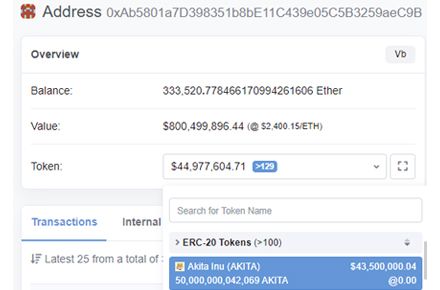 Address 0xAb5801a7D398351b8bE11C439e05C5B3259aeC9B
Overview
Vb
Balance:
333,520.778466170994261606 Ether
Value:
$800,499,896.44 (@ $2,400.15/ETH)
Token:
$44,977,604.71 >129
Search for Token Name
Transactions
Internal
> ERC-20 Tokens (>100)
Latest 25 from a total of
Akita Inu (AKITA)
$43,500,000.04
50,000,000,042,069 AKITA
@0.00